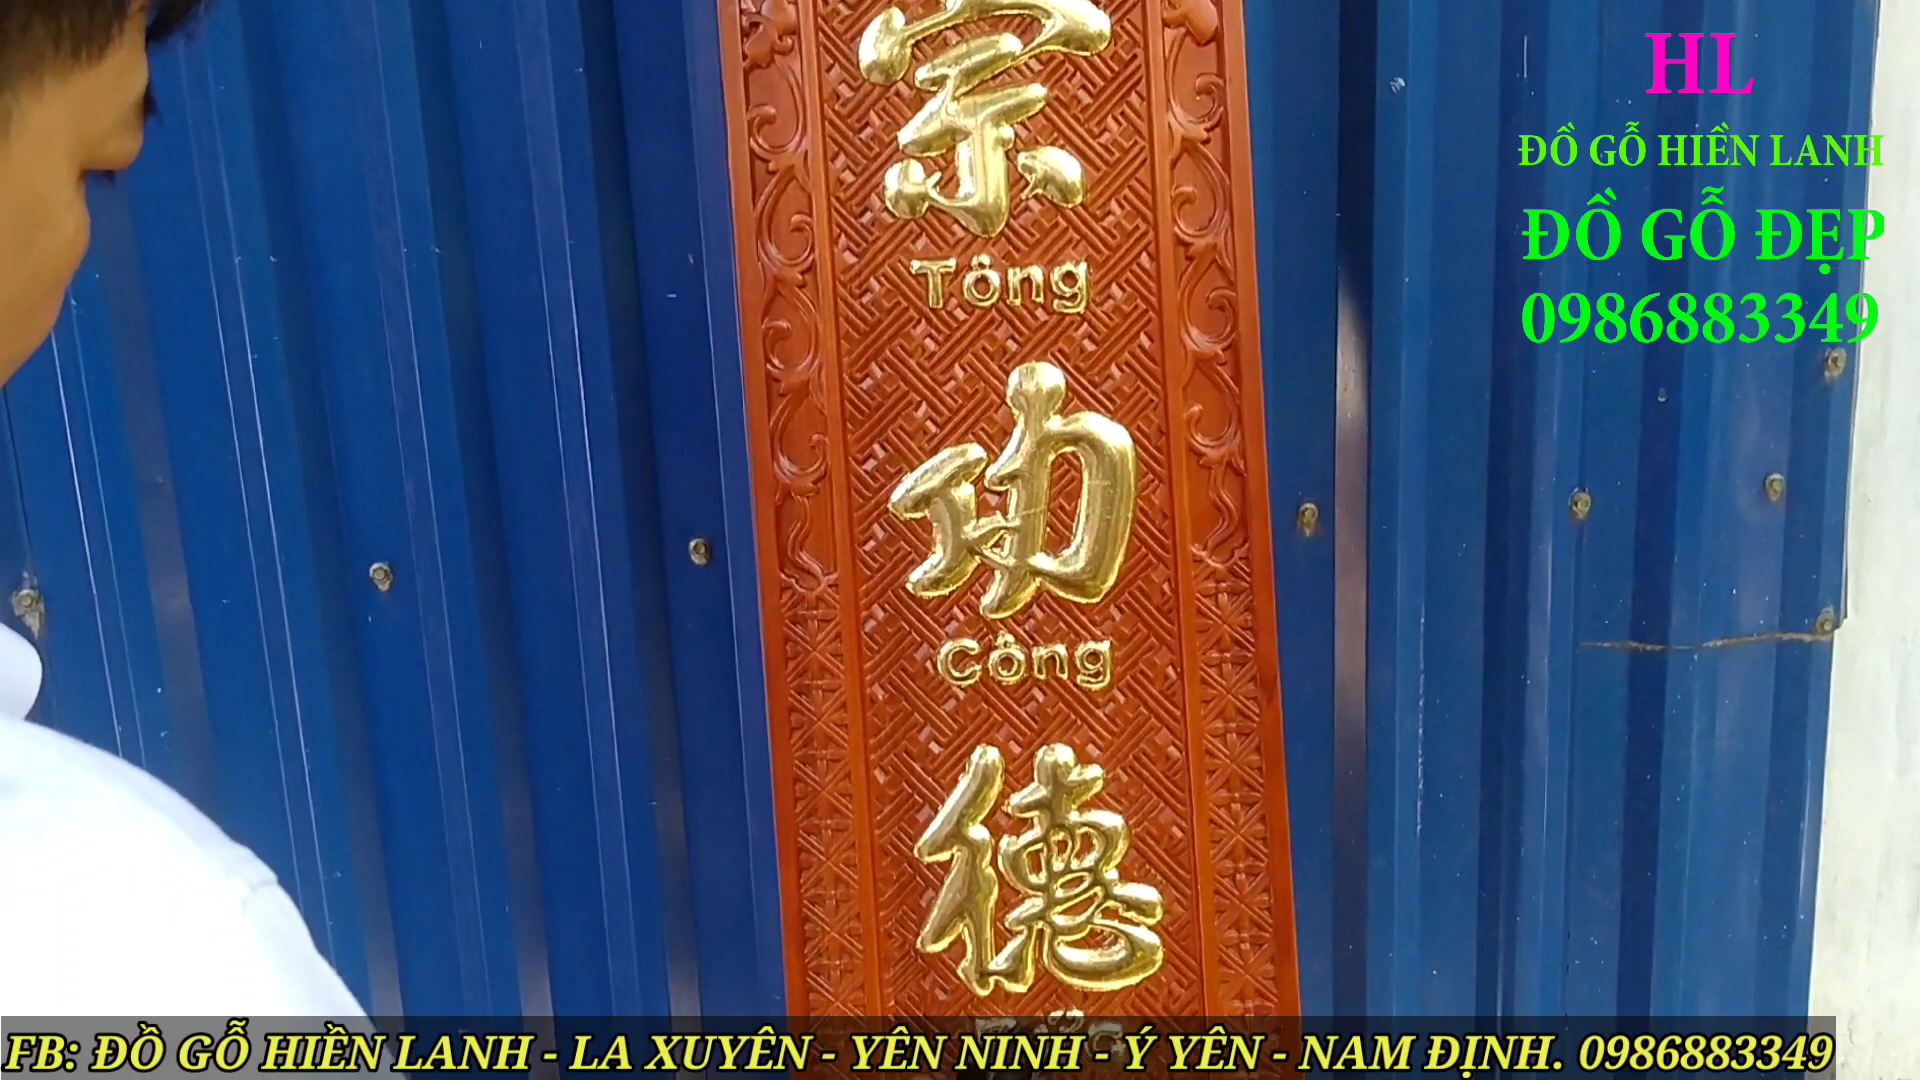 宗
Tông
功
Công
德
HL
ĐỒ GỖ HIỀN LANH
ĐỒ GỖ ĐẸP
0986883349
FB: ĐỒ GỖ HIỀN LANH - LA XUYÊN - YÊN NINH - Ý YÊN - NAM ĐỊNH. 0986883349